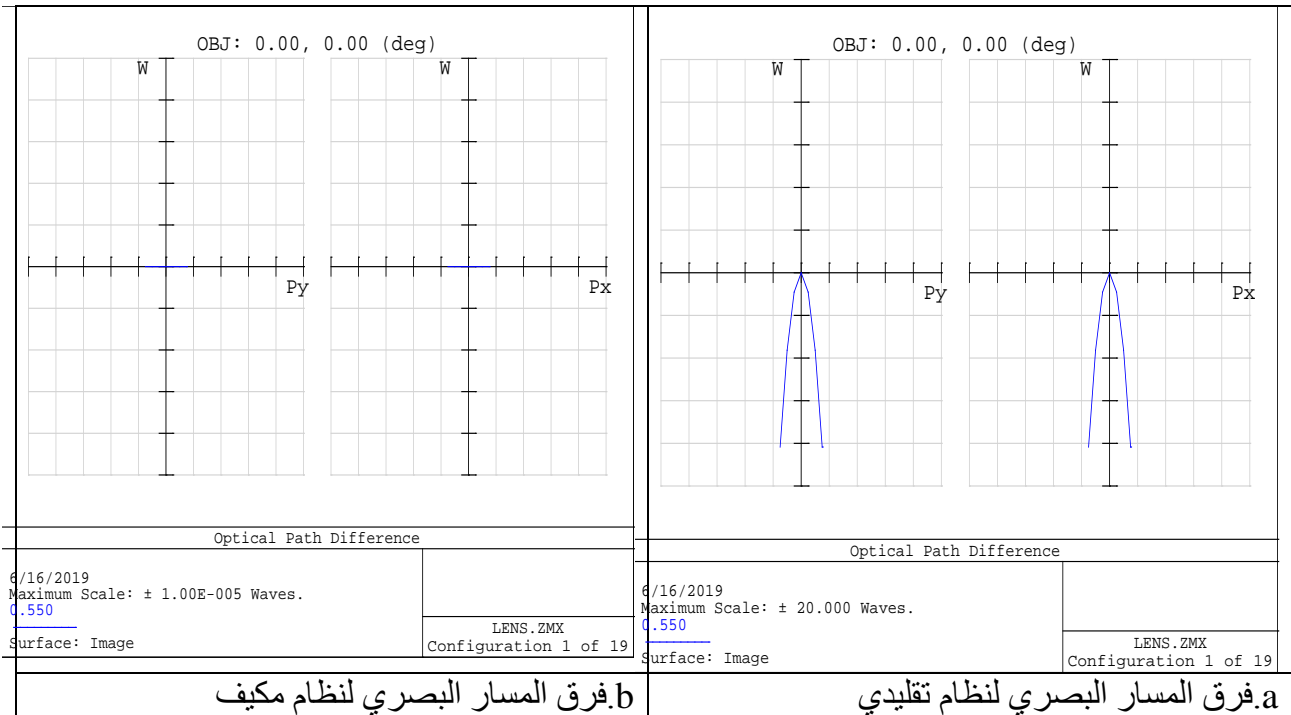 OBJ: 0.00, 0.00 (deg)
W
W
Py
Px
Optical Path Difference
6/16/2019
Maximum Scale: ± 20.000 Waves.
0.550
Surface: Image
LENS.ZMX
Configuration 1 of 19
a.فرق المسار البصري لنظام تقليدي
OBJ: 0.00, 0.00 (deg)
W
W
Py
Px
Optical Path Difference
6/16/2019
Maximum Scale: ± 1.00E-005 Waves.
0.550
Surface: Image
LENS.ZMX
Configuration 1 of 19
b.فرق المسار البصري لنظام مكيف